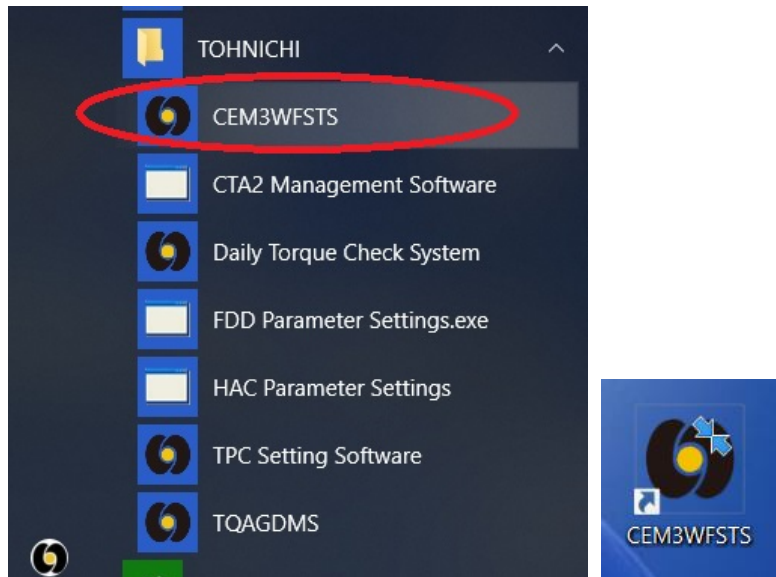 TOHNICHI
CEM3WFSTS
CTA2 Management Software
Daily Torque Check System
FDD Parameter Settings.exe
HAC Parameter Settings
TPC Setting Software
TQAGDMS
CEM3WFSTS